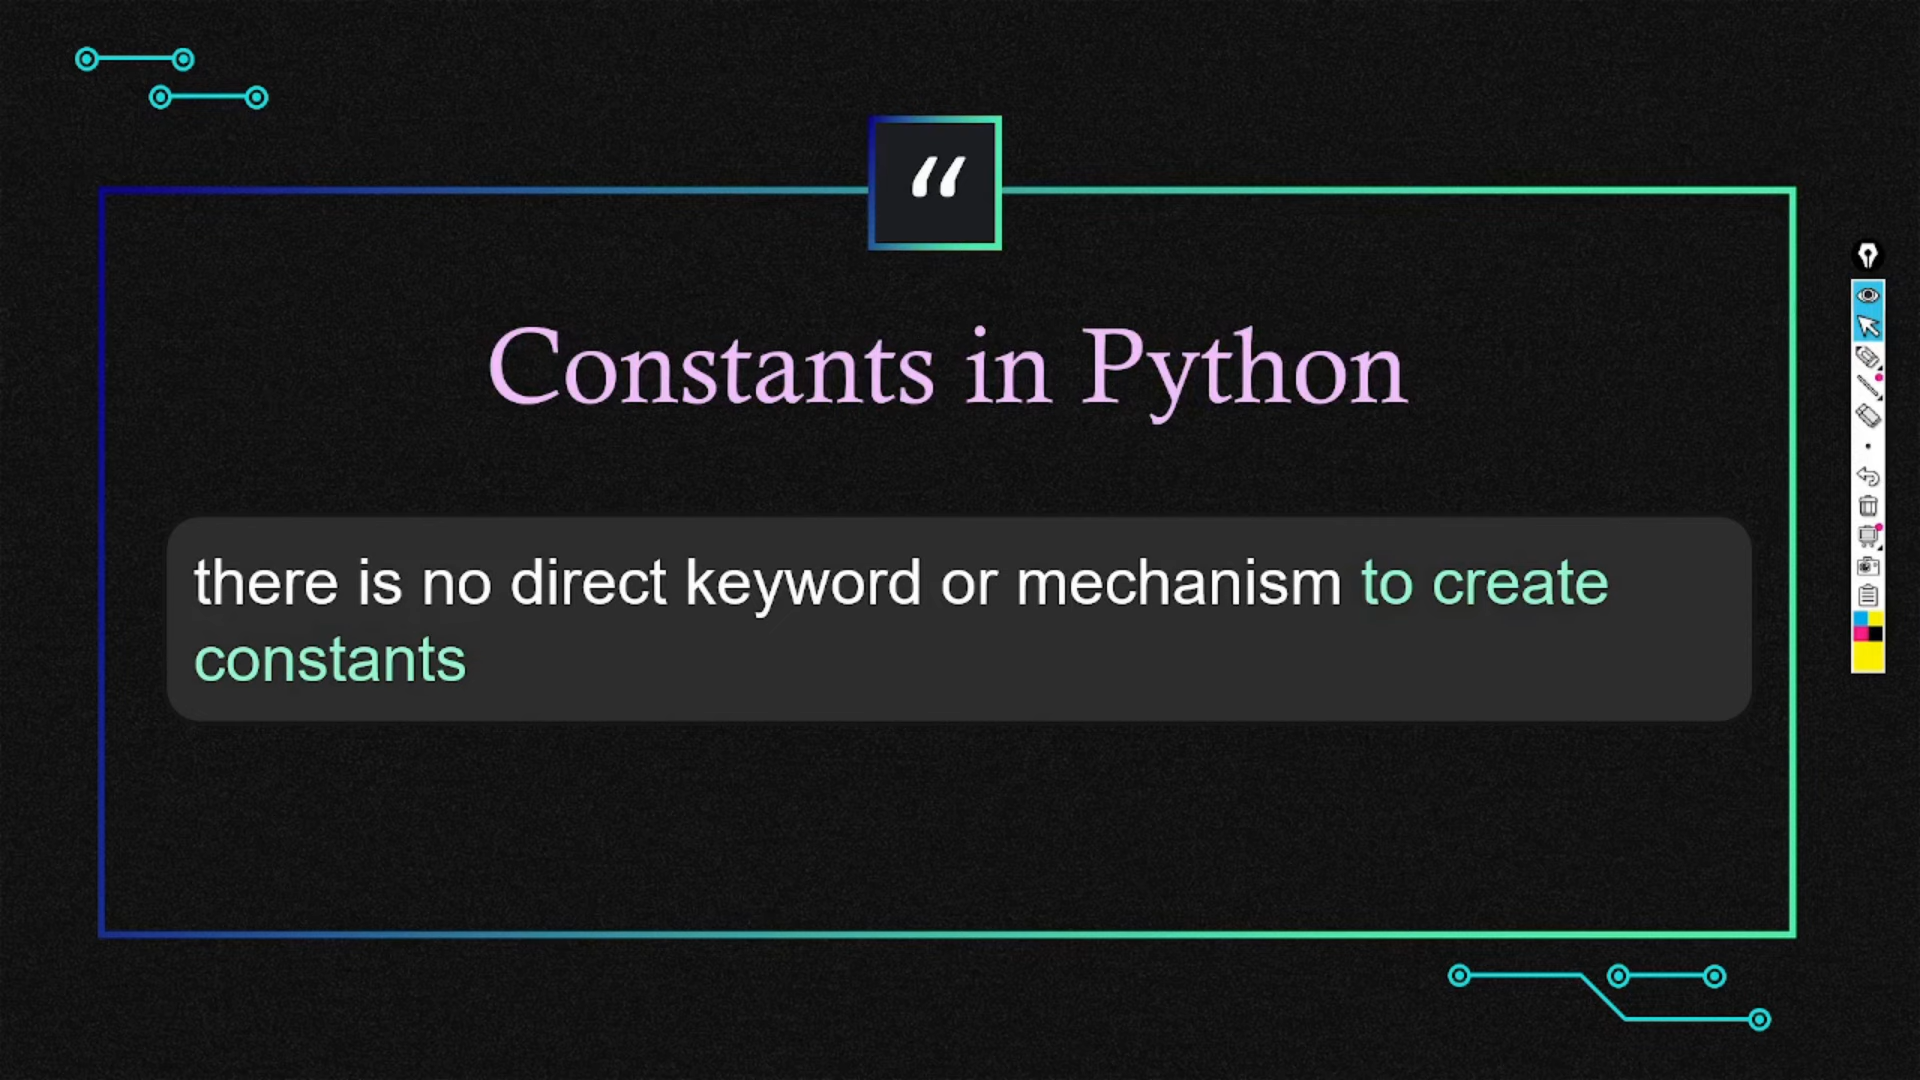 “
Constants in Python
there is no direct keyword or mechanism to create
constants